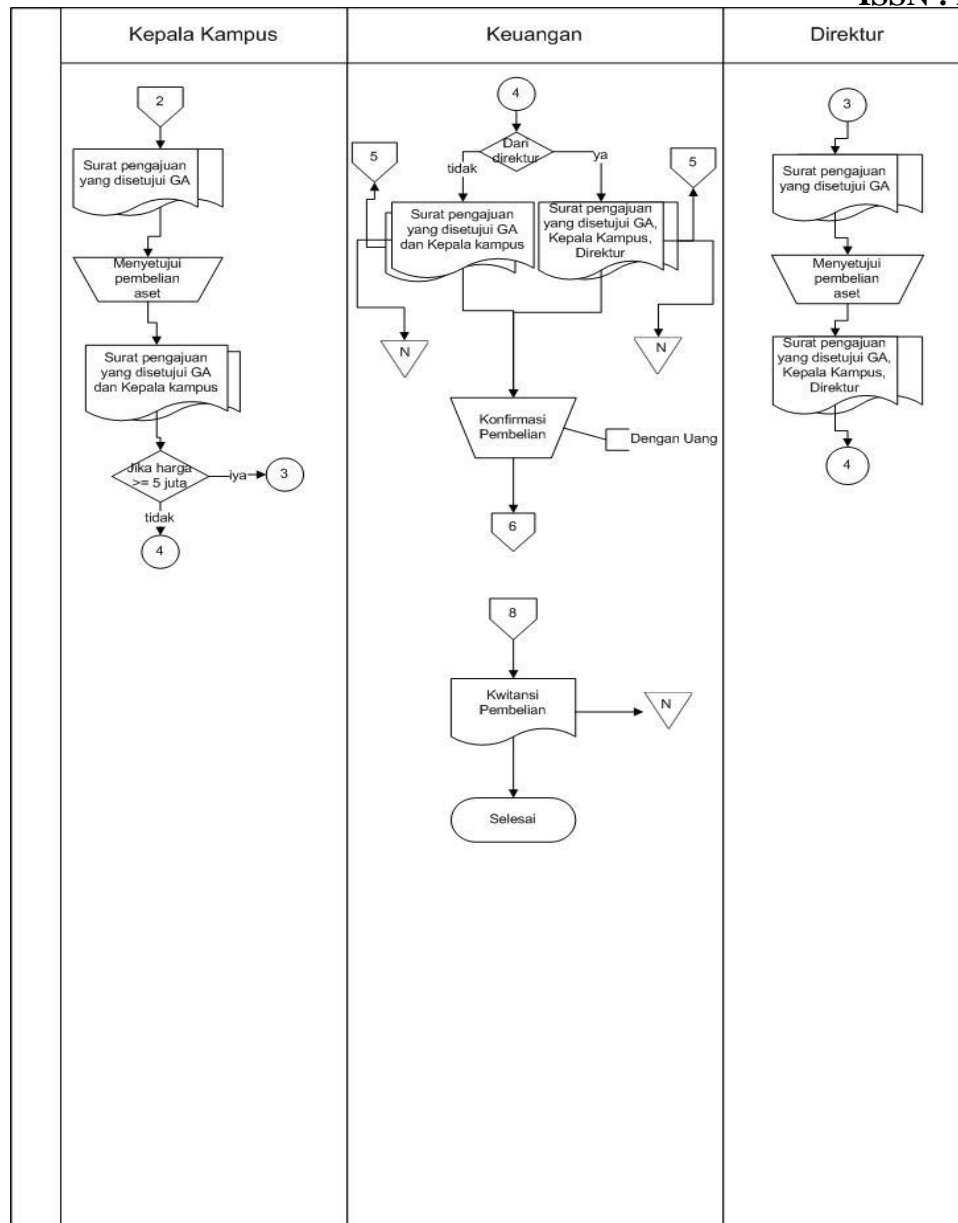 ISSN :
Kepala Kampus
Keuangan
Direktur
2
Surat pengajuan
yang disetujui GA
Menyetujui
pembelian
aset
Surat pengajuan
yang disetujui GA
dan Kepala kampus
Jika harga
>= 5 juta
iya
3
tidak
4
4
Dari
direktur
tidak
ya
5
5
Surat pengajuan
yang disetujui GA
dan Kepala kampus
Surat pengajuan
yang disetujui GA,
Kepala Kampus,
Direktur
N
N
Konfirmasi
Pembelian
Dengan Uang
6
8
Kwitansi
Pembelian
N
Selesai
3
Surat pengajuan
yang disetujui GA
Menyetujui
pembelian
aset
Surat pengajuan
yang disetujui GA,
Kepala Kampus,
Direktur
4